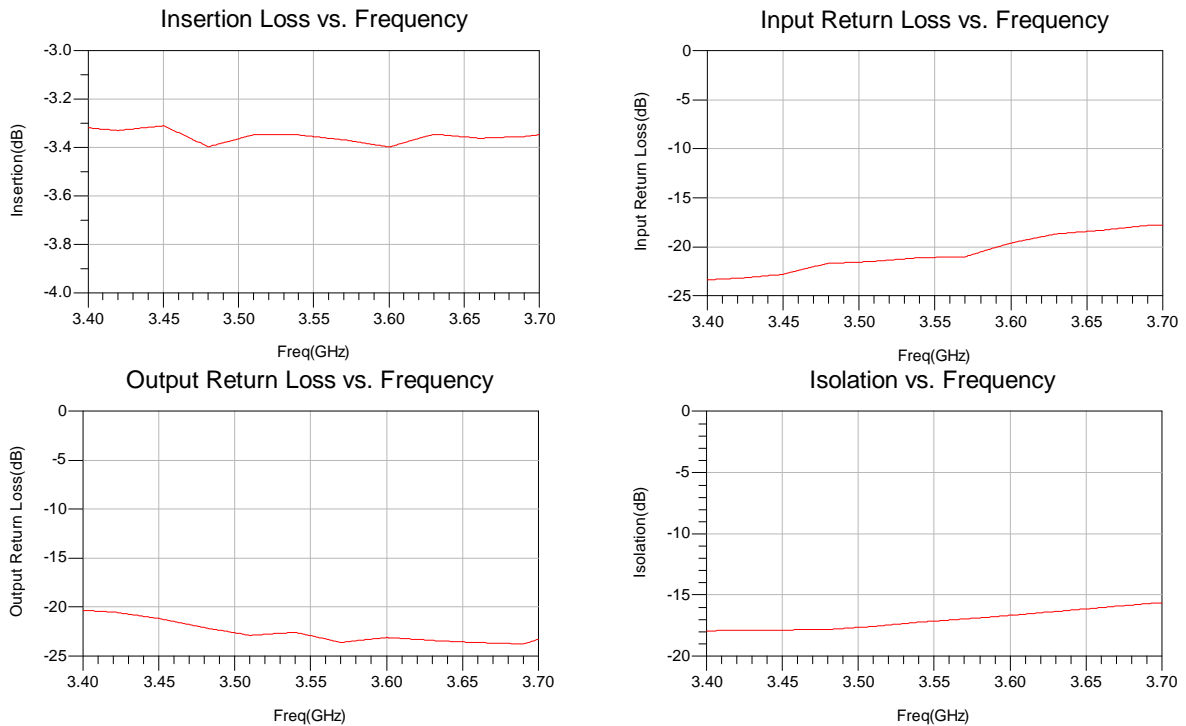 Insertion Loss vs. Frequency
-3.0
-3.2
-3.4
-3.6
-3.8
-4.0
Insertion(dB)
3.40 3.45 3.50 3.55 3.60 3.65 3.70
Freq(GHz)
Input Return Loss vs. Frequency
0
-5
-10
-15
-20
-25
Input Return Loss(dB)
3.40 3.45 3.50 3.55 3.60 3.65 3.70
Freq(GHz)
Output Return Loss vs. Frequency
0
-5
-10
-15
-20
-25
Output Return Loss(dB)
3.40 3.45 3.50 3.55 3.60 3.65 3.70
Freq(GHz)
Isolation vs. Frequency
0
-5
-10
-15
-20
Isolation(dB)
3.40 3.45 3.50 3.55 3.60 3.65 3.70
Freq(GHz)